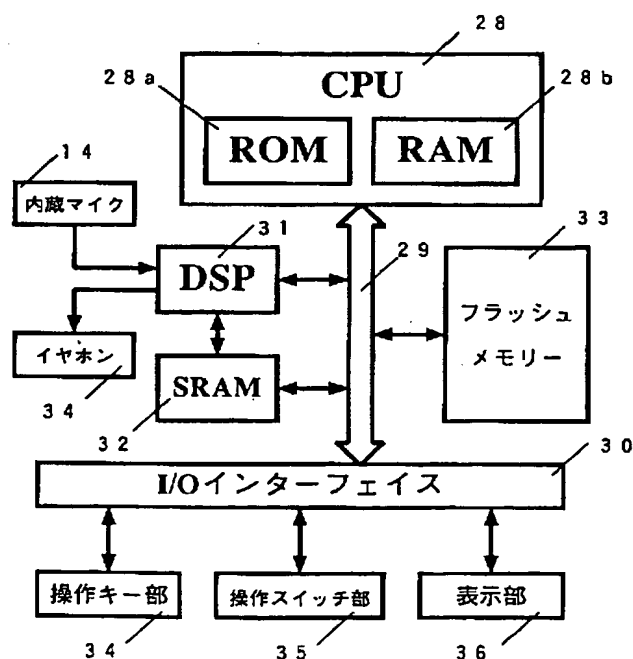 28
CPU
28a
28b
ROM
RAM
14
内蔵マイク
31
29
33
DSP
フラッシュ
メモリー
イヤホン
34
SRAM
32
30
I/Oインターフェイス
操作キー部
操作スイッチ部
表示部
34
35
36